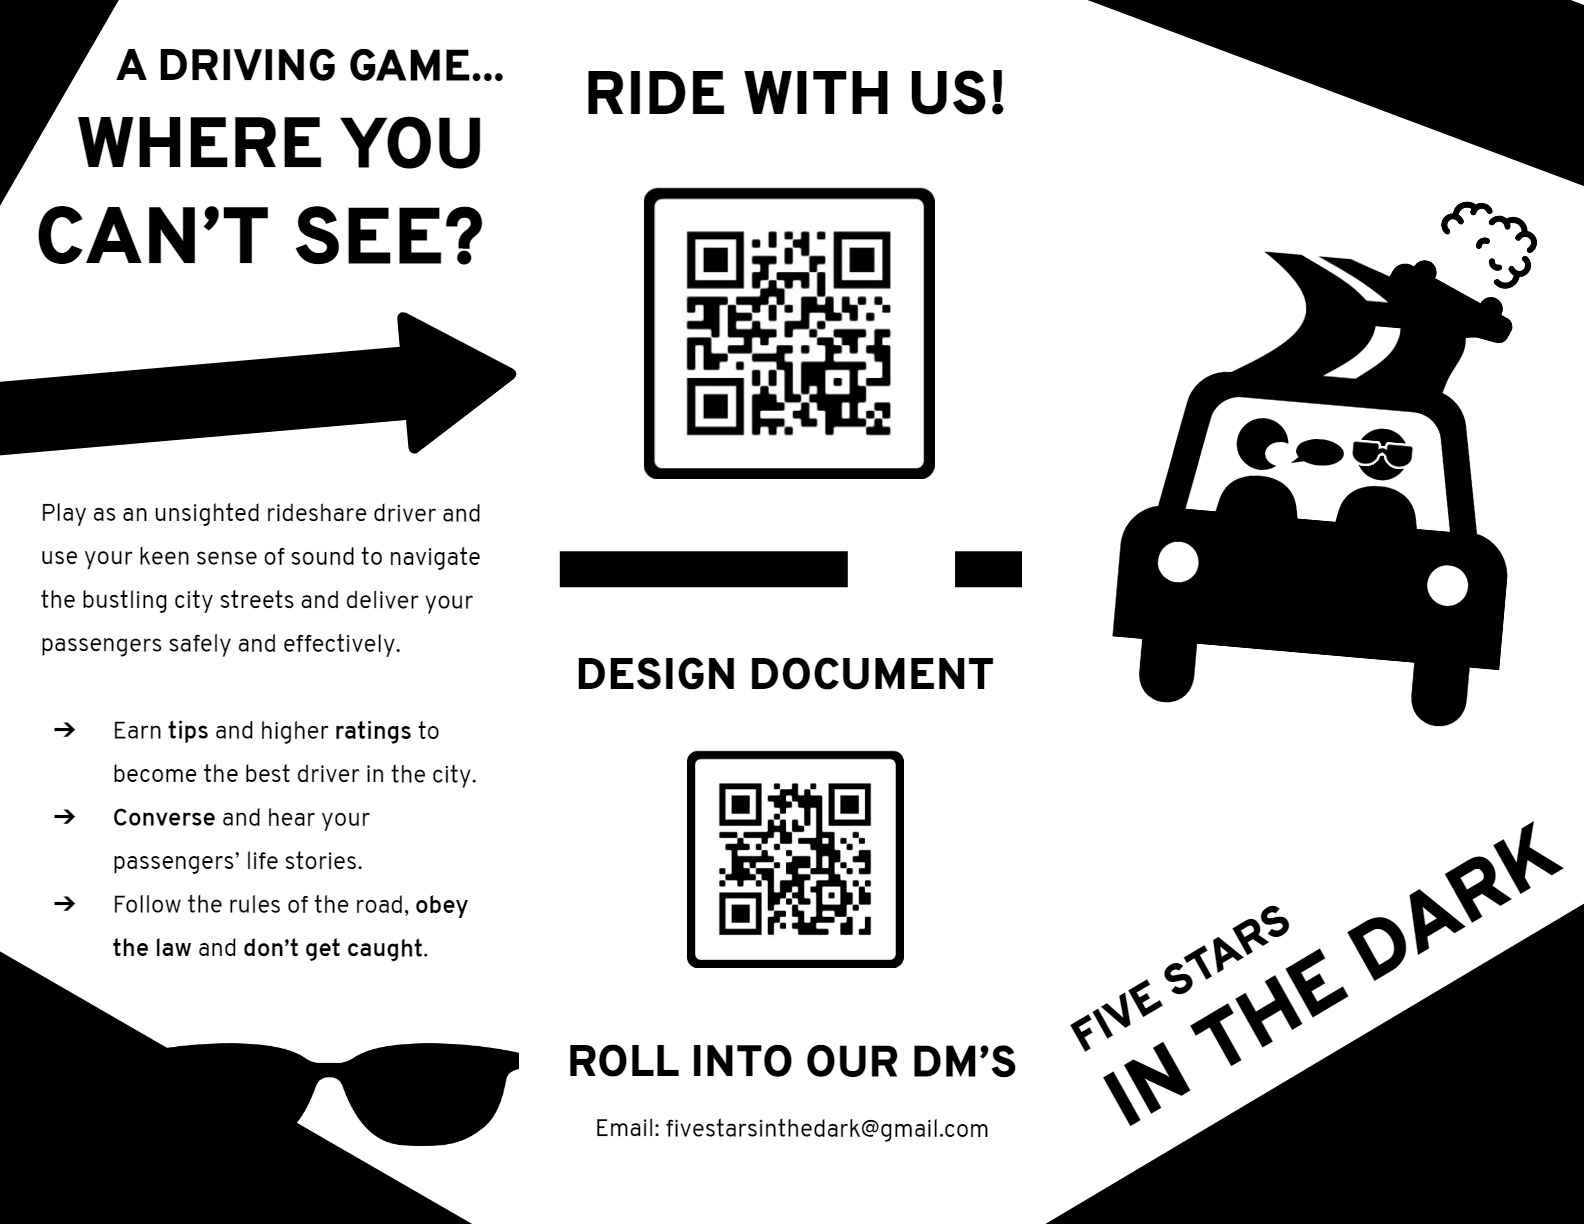 A DRIVING GAME...
WHERE YOU
CAN’T SEE?
Play as an unsighted rideshare driver and
use your keen sense of sound to navigate
the bustling city streets and deliver your
passengers safely and effectively.
➔ Earn tips and higher ratings to
become the best driver in the city.
➔ Converse and hear your
passengers’ life stories.
➔ Follow the rules of the road, obey
the law and don’t get caught.
RIDE WITH US!
DESIGN DOCUMENT
ROLL INTO OUR DM’S
Email: fivestarsinthedark@gmail.com
FIVE STARS
IN THE DARK